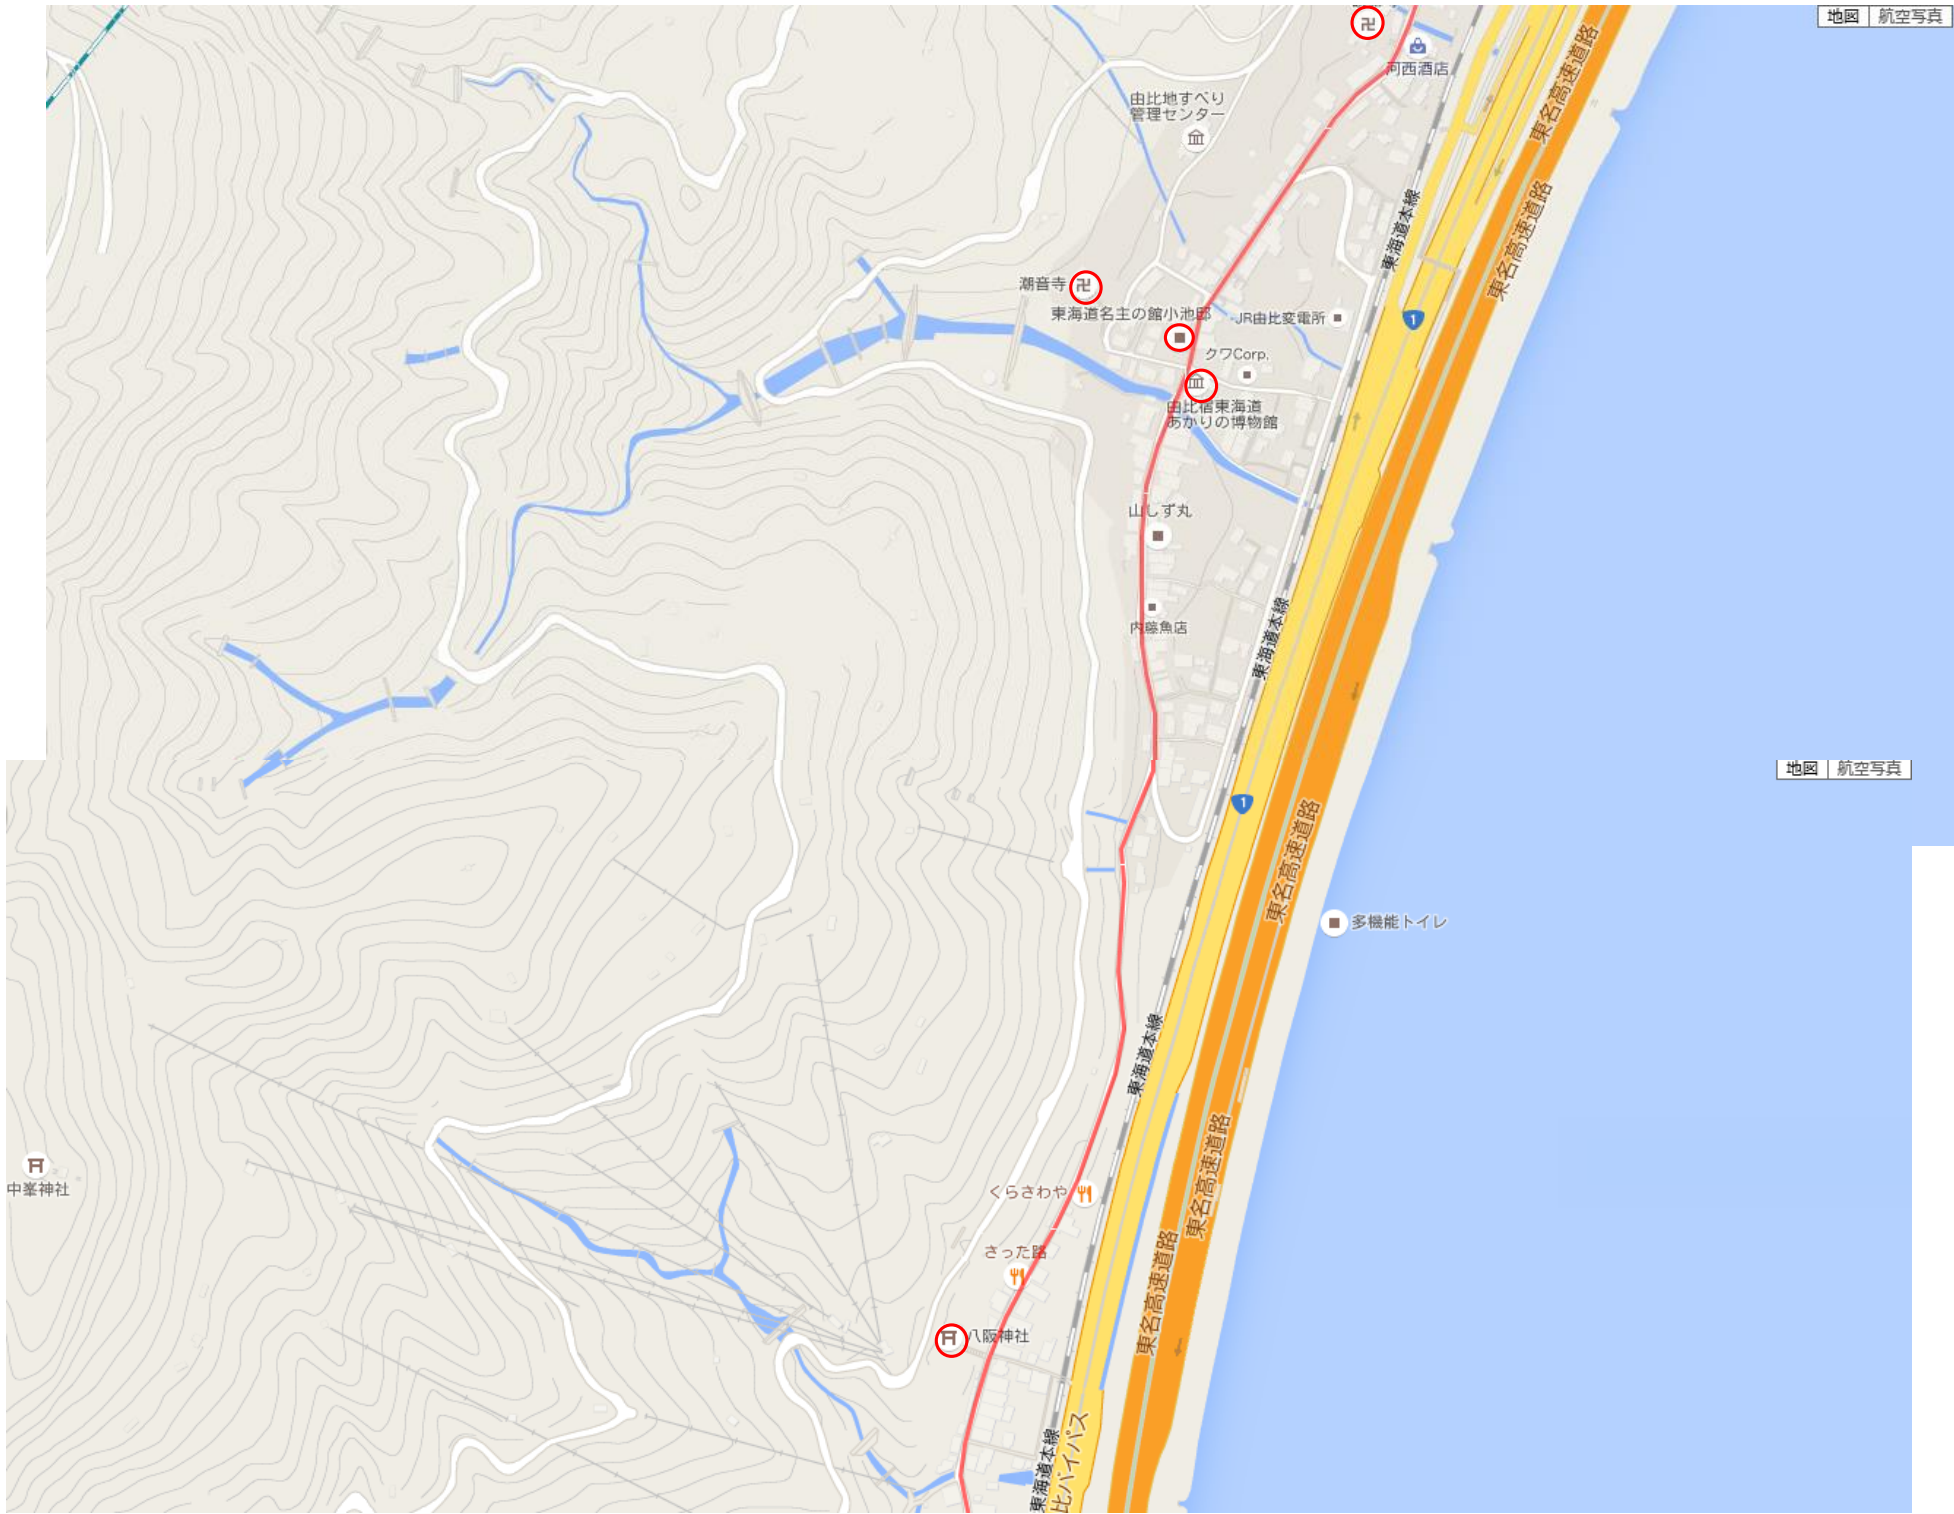 地図 航空写真
河西酒店
東名高速道路
由比地すべり
管理センター
東海道本線
東名高速道路
潮音寺
東海道名主の館小池邸
JR由比変電所
1
クワCorp.
由比宿東海道
あかりの博物館
山しず丸
東海道本線
内藤魚店
地図 航空写真
1
東名高速道路
多機能トイレ
東海道本線
東名高速道路
中峯神社
くらさわや
東名高速道路
さった路
八阪神社
東海道本線
比バイパス